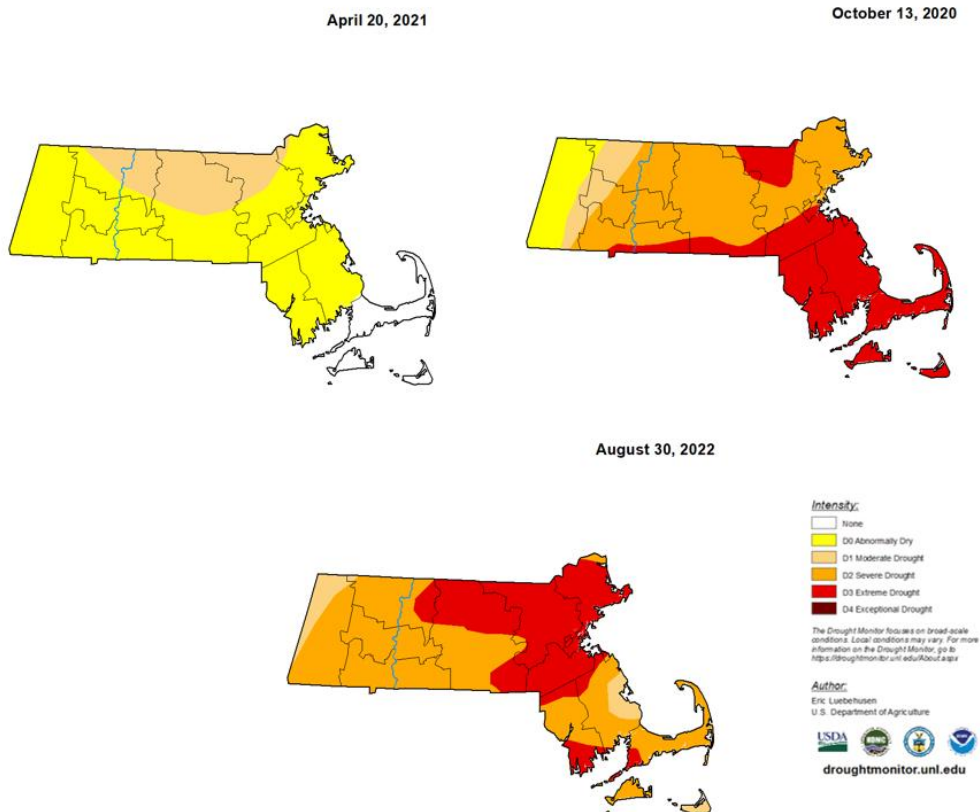 April 20, 2021
October 13, 2020
August 30, 2022
Intensity:
None
D0 Abnormally Dry
D1 Moderate Drought
D2 Severe Drought
D3 Extreme Drought
D4 Exceptional Drought
The Drought Monitor focuses on broad-scale
conditions. Local conditions may vary. For more
information on the Drought Monitor, go to
https://droughtmonitor.unl.edu/About.aspx
Author:
Eric Luebehusen
U.S. Department of Agriculture
USDA
NDMC
droughtmonitor.unl.edu